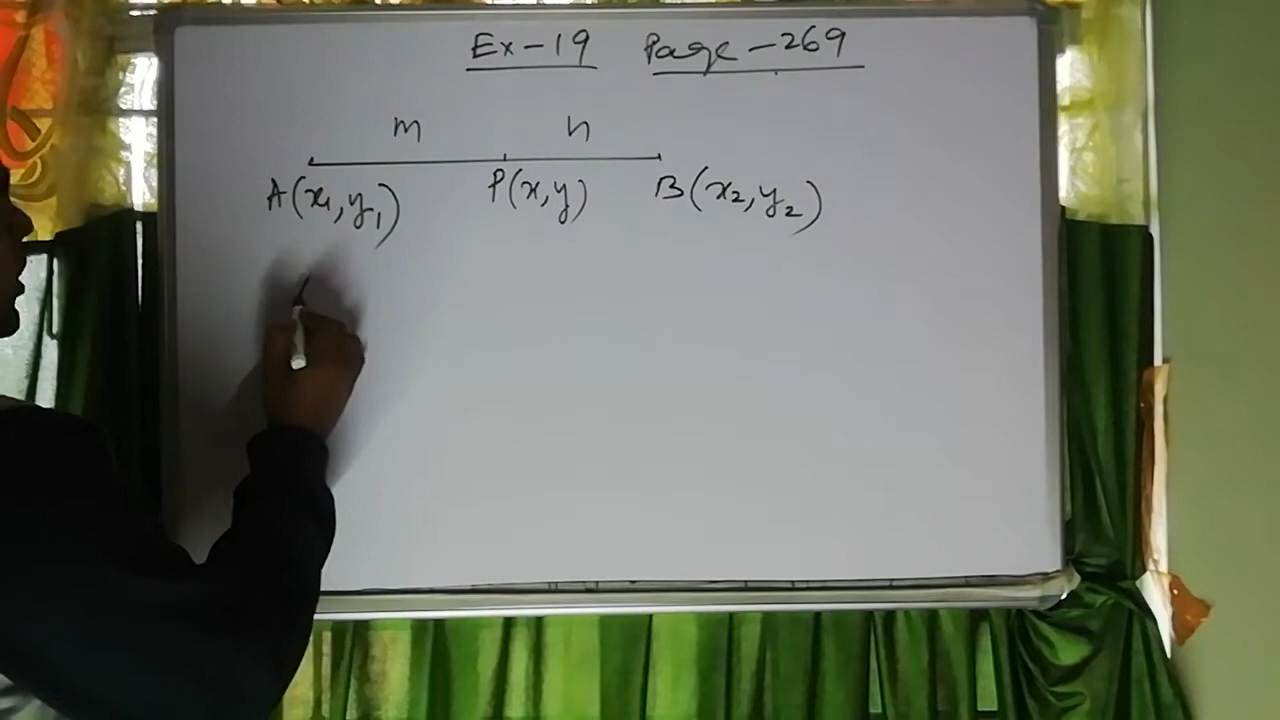 Ex-19 Page-269
m n
A(x₁,y₁) P(x,y) B(x₂,y₂)